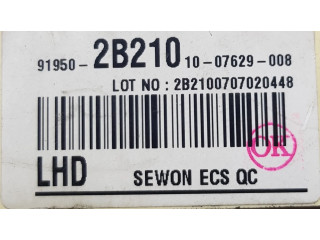 91950-2B210 10-07629-008
LOT NO : 2B2100707020448
LHD SEWON ECS QC
OK